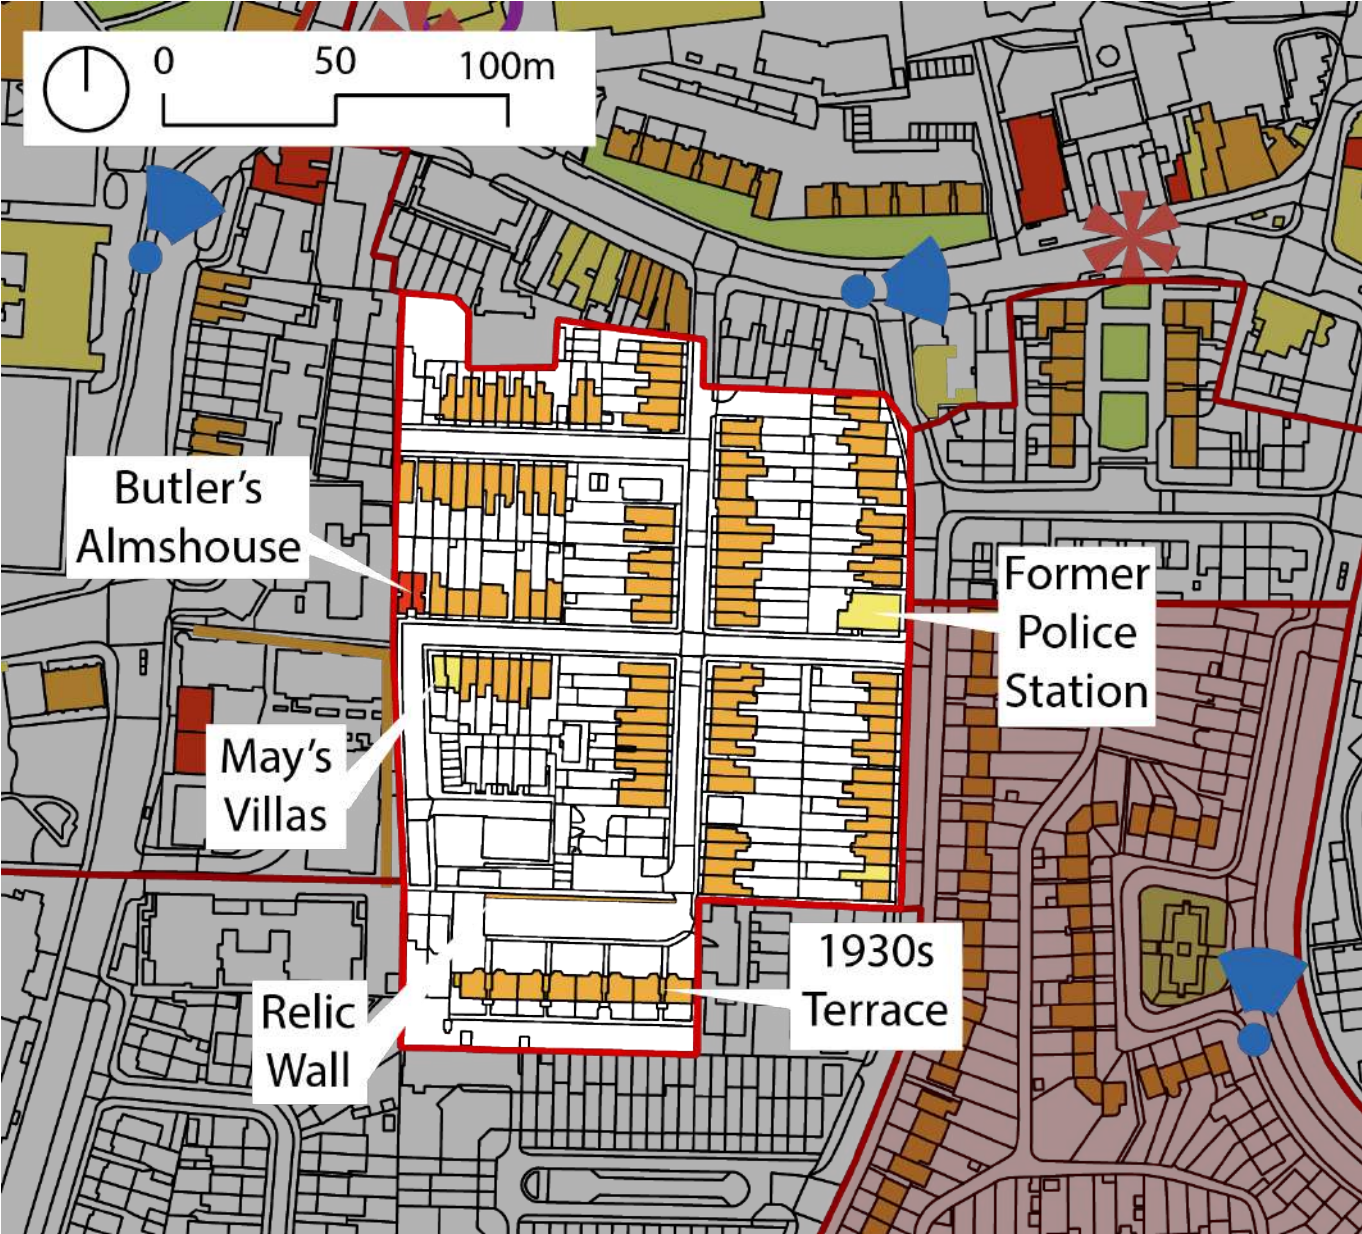 0 50 100m
Butler's
Almshouse
Former
Police
Station
May's
Villas
1930s
Terrace
Relic
Wall